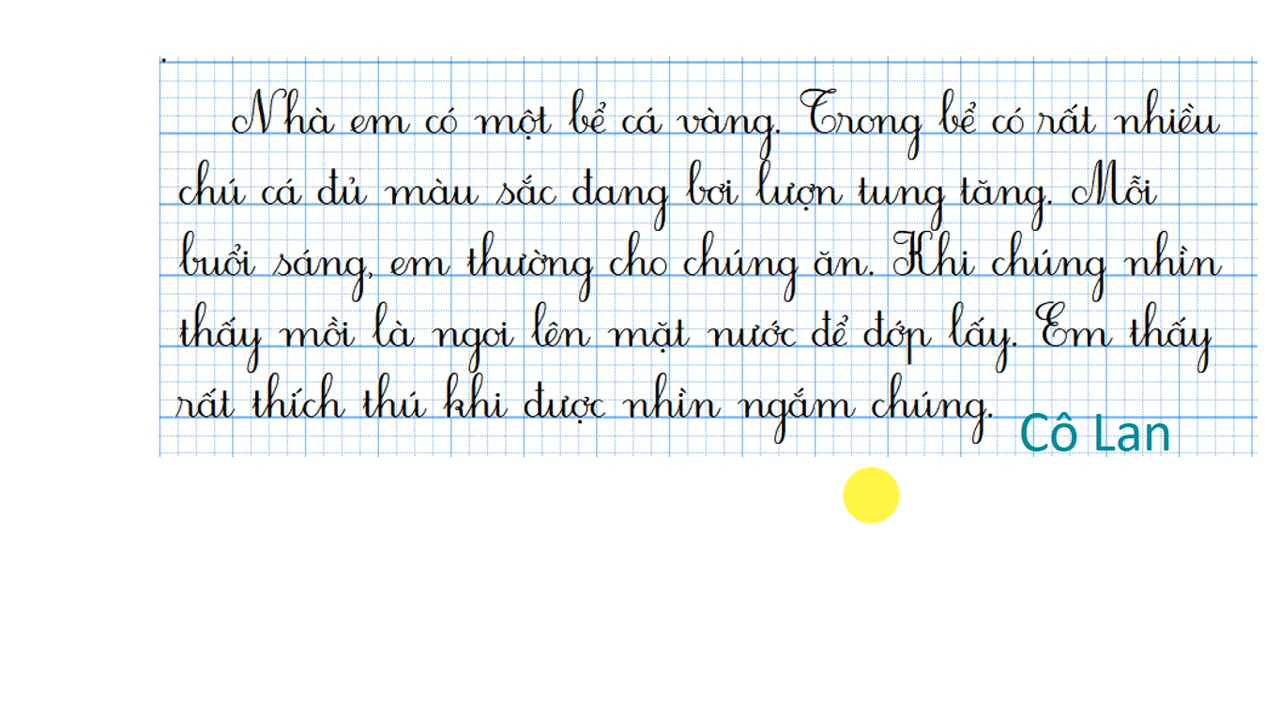 Nhà em có một bể cá vàng. Trong bể có rất nhiều
chú cá đủ màu sắc đang bơi lượn tung tăng. Mỗi
buổi sáng, em thường cho chúng ăn. Khi chúng nhìn
thấy mồi là ngoi lên mặt nước để đớp lấy. Em thấy
rất thích thú khi được nhìn ngắm chúng.
Cô Lan